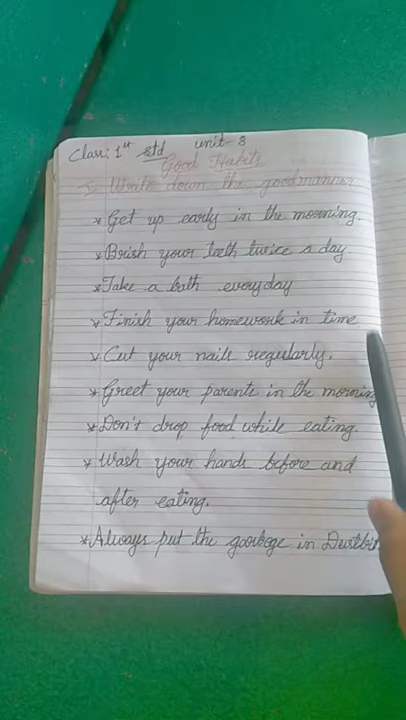 Class: 1st std unit-8
Good Habits
I Write down the good manner
* Get up early in the morning.
* Brish your teeth twice a day.
* Take a bath everyday
* Finish your homework in time.
* Cut your nails regularly.
* Greet your parents in the morning
* Don't drop food while eating.
* Wash your hands before and
after eating.
* Always put the garbage in Dustbin